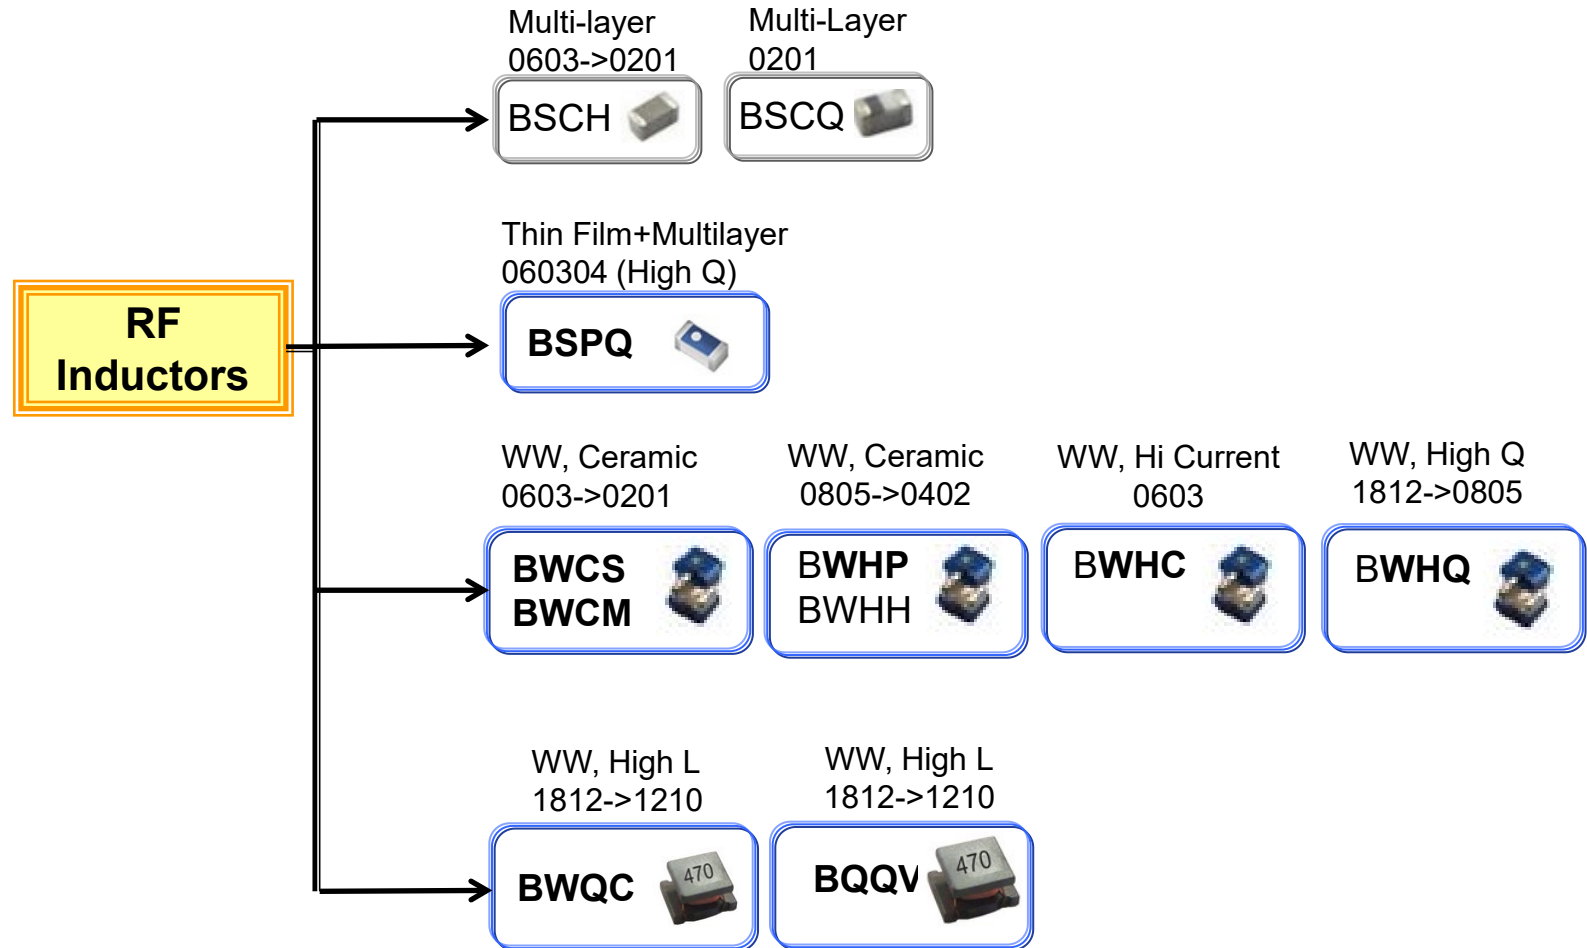 Multi-layer
0603->0201
BSCH
Multi-Layer
0201
BSCQ
Thin Film+Multilayer
060304 (High Q)
BSPQ
RF
Inductors
WW, Ceramic
0603->0201
BWCS
BWCM
WW, Ceramic
0805->0402
BWHP
BWHH
WW, Hi Current
0603
BWHC
WW, High Q
1812->0805
BWHQ
WW, High L
1812->1210
BWQC
470
WW, High L
1812->1210
BQQV
470